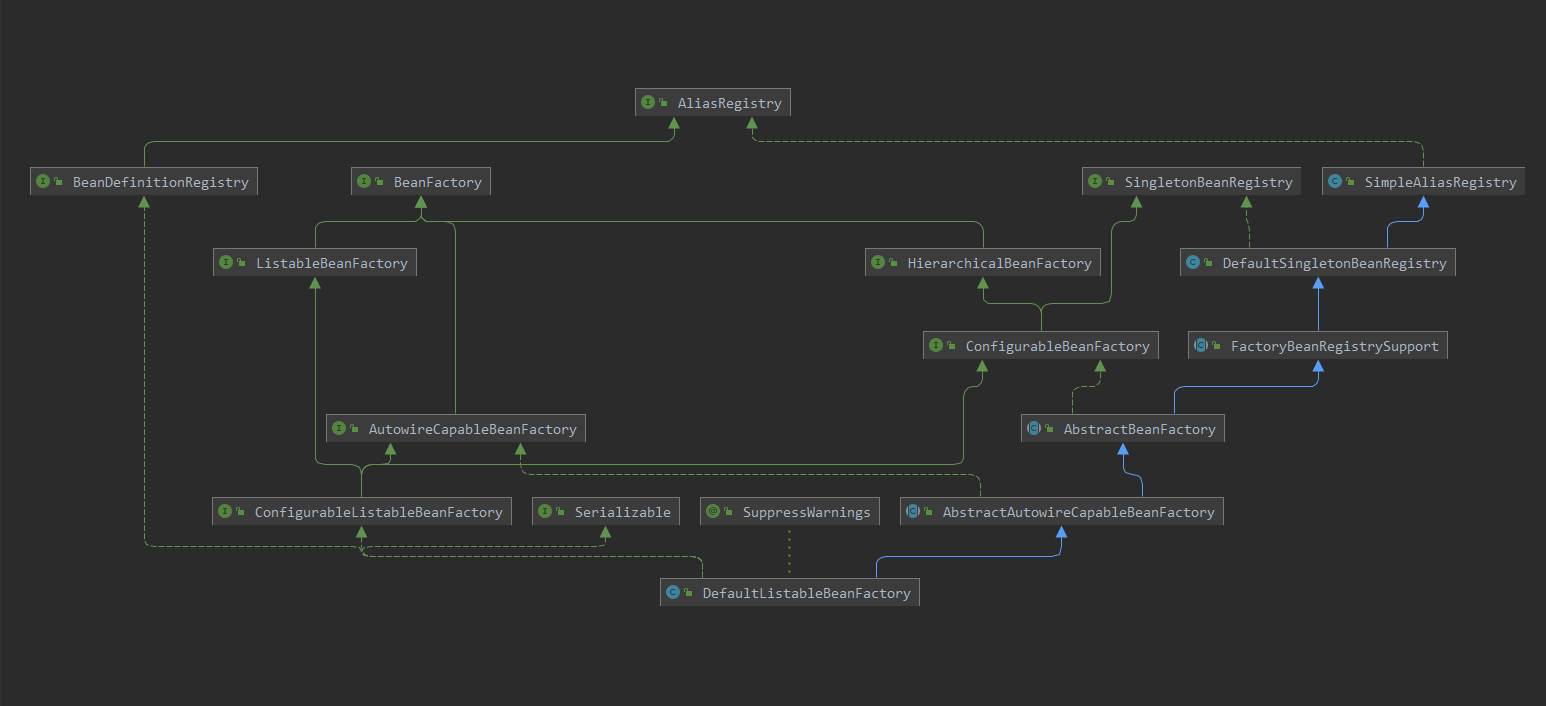 AliasRegistry
BeanDefinitionRegistry
BeanFactory
SingletonBeanRegistry
SimpleAliasRegistry
ListableBeanFactory
HierarchicalBeanFactory
DefaultSingletonBeanRegistry
ConfigurableBeanFactory
FactoryBeanRegistrySupport
AutowireCapableBeanFactory
AbstractBeanFactory
ConfigurableListableBeanFactory
Serializable
SuppressWarnings
AbstractAutowireCapableBeanFactory
DefaultListableBeanFactory